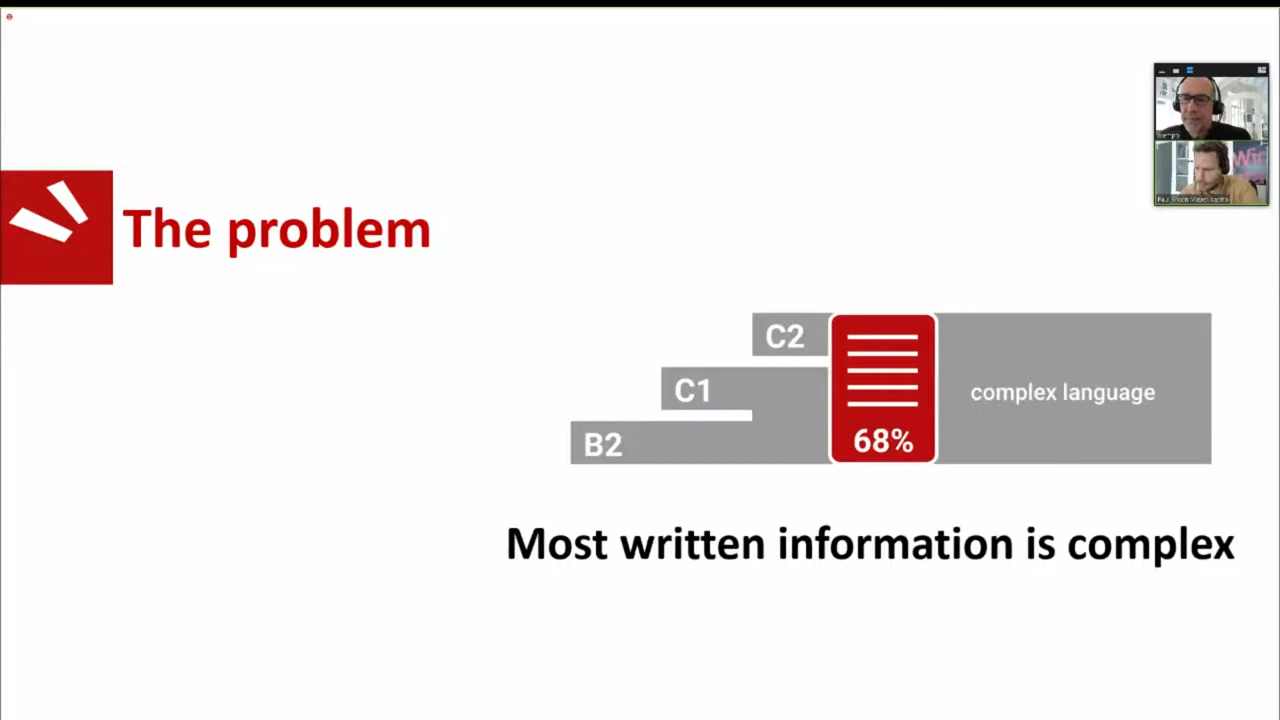 The problem
C2
C1
B2
68%
complex language
Most written information is complex